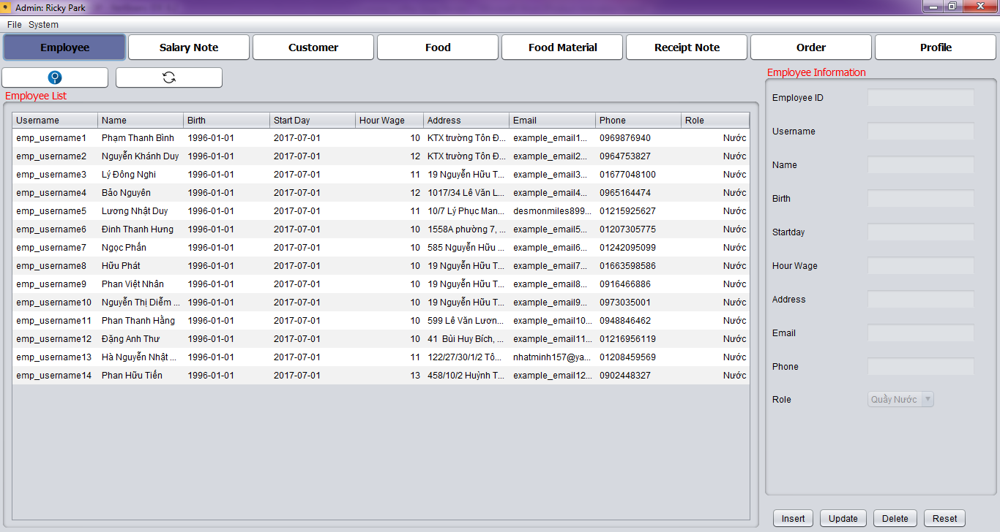 Admin: Ricky Park
File System
Employee Salary Note Customer Food Food Material Receipt Note Order Profile
Employee List
Username Name Birth Start Day Hour Wage Address Email Phone Role
emp_username1 Phạm Thanh Bình 1996-01-01 2017-07-01 10 KTX trường Tôn Đ... example_email1... 0969876940 Nước
emp_username2 Nguyễn Khánh Duy 1996-01-01 2017-07-01 12 KTX trường Tôn Đ... example_email2... 0964753827 Nước
emp_username3 Lý Đông Nghi 1996-01-01 2017-07-01 11 19 Nguyễn Hữu T... example_email3... 01677048100 Nước
emp_username4 Bảo Nguyên 1996-01-01 2017-07-01 12 1017/34 Lê Văn L... example_email4... 0965164474 Nước
emp_username5 Lương Nhật Duy 1996-01-01 2017-07-01 11 10/7 Lý Phục Man... desmonmiles899... 01215925627 Nước
emp_username6 Đinh Thanh Hưng 1996-01-01 2017-07-01 10 1558A phường 7, ... example_email5... 01207305775 Nước
emp_username7 Ngọc Phấn 1996-01-01 2017-07-01 10 585 Nguyễn Hữu ... example_email6... 01242095099 Nước
emp_username8 Hữu Phát 1996-01-01 2017-07-01 10 19 Nguyễn Hữu T... example_email7... 01663598586 Nước
emp_username9 Phan Việt Nhân 1996-01-01 2017-07-01 10 19 Nguyễn Hữu T... example_email8... 0916466886 Nước
emp_username10 Nguyễn Thị Diễm ... 1996-01-01 2017-07-01 10 19 Nguyễn Hữu T... example_email9... 0973035001 Nước
emp_username11 Phan Thanh Hằng 1996-01-01 2017-07-01 10 599 Lê Văn Lươn... example_email10... 0948846462 Nước
emp_username12 Đặng Anh Thư 1996-01-01 2017-07-01 10 41 Bùi Huy Bích, ... example_email11... 01216956119 Nước
emp_username13 Hà Nguyễn Nhật ... 1996-01-01 2017-07-01 11 122/27/30/1/2 Tô... nhatminh157@ya... 01208459569 Nước
emp_username14 Phan Hữu Tiến 1996-01-01 2017-07-01 13 458/10/2 Huỳnh T... example_email12... 0902448327 Nước
Employee Information
Employee ID
Username
Name
Birth
Startday
Hour Wage
Address
Email
Phone
Role Quầy Nước
Insert Update Delete Reset